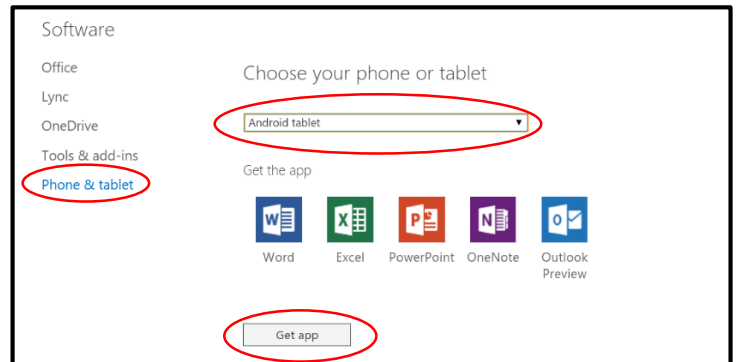 Software
Office
Lync
OneDrive
Tools & add-ins
Phone & tablet
Choose your phone or tablet
Android tablet
Get the app
Word Excel PowerPoint OneNote Outlook Preview
Get app